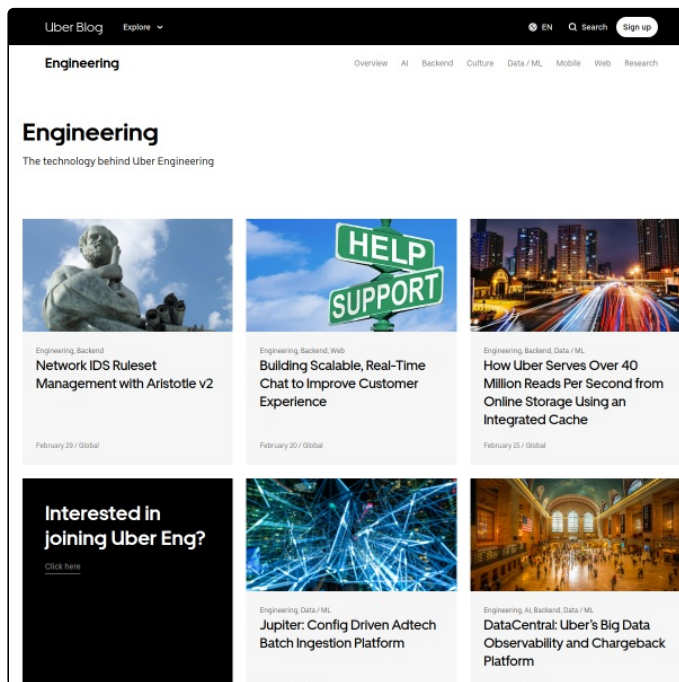 Uber Blog Explore EN Search Sign up
Engineering Overview AI Backend Culture Data / ML Mobile Web Research
Engineering
The technology behind Uber Engineering
HELP
SUPPORT
Engineering, Backend
Network IDS Ruleset
Management with Aristotle v2
February 29 / Global
Engineering, Backend, Web
Building Scalable, Real-Time
Chat to Improve Customer
Experience
February 20 / Global
Engineering, Backend, Data / ML
How Uber Serves Over 40
Million Reads Per Second from
Online Storage Using an
Integrated Cache
February 15 / Global
Interested in
joining Uber Eng?
Click here
Engineering, Data / ML
Jupiter: Config Driven Adtech
Batch Ingestion Platform
Engineering, AI, Backend, Data / ML
DataCentral: Uber's Big Data
Observability and Chargeback
Platform